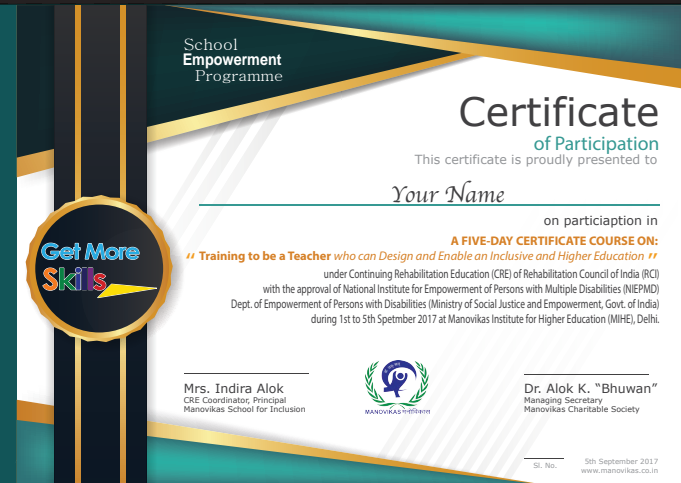 School
Empowerment
Programme
Certificate
of Participation
This certificate is proudly presented to
Your Name
on particiaption in
A FIVE-DAY CERTIFICATE COURSE ON:
“ Training to be a Teacher who can Design and Enable an Inclusive and Higher Education ”
under Continuing Rehabilitation Education (CRE) of Rehabilitation Council of India (RCI)
with the approval of National Institute for Empowerment of Persons with Multiple Disabilities (NIEPMD)
Dept. of Empowerment of Persons with Disabilities (Ministry of Social Justice and Empowerment, Govt. of India)
during 1st to 5th Spetmber 2017 at Manovikas Institute for Higher Education (MIHE), Delhi.
Get More
Skills
Mrs. Indira Alok
CRE Coordinator, Principal
Manovikas School for Inclusion
MANOVIKAS
Dr. Alok K. “Bhuwan”
Managing Secretary
Manovikas Charitable Society
Sl. No.
5th September 2017
www.manovikas.co.in